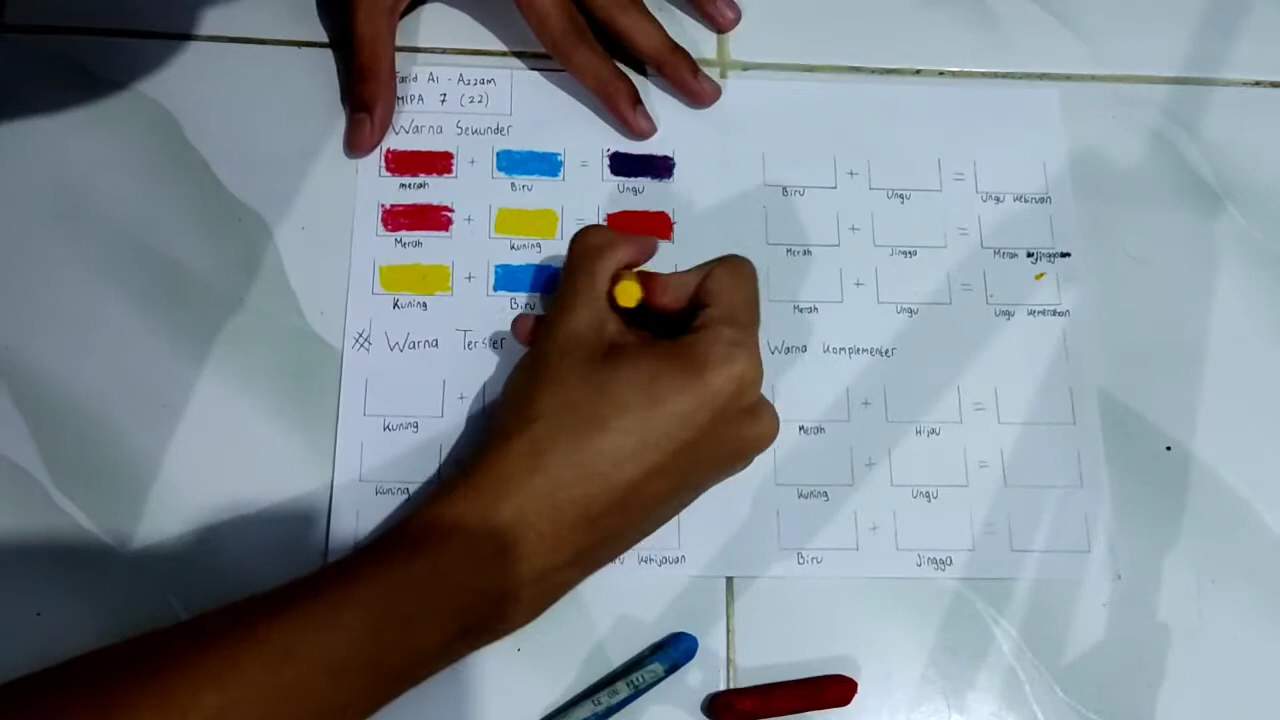 Farid Al - Azzam
MIPA 7 (22)
Warna Sekunder
+ =
merah Biru Ungu
+ =
Merah Kuning
+
Kuning Biru
# Warna Tersier
+
Kuning
Kuning
Kehijauan
+ =
Biru Ungu Ungu Kebiruan
+ =
Merah Jingga Merah Jingga
+ =
Merah Ungu Ungu Kemerahan
Warna Komplementer
+ =
Merah Hijau
+ =
Kuning Ungu
+ =
Biru Jingga